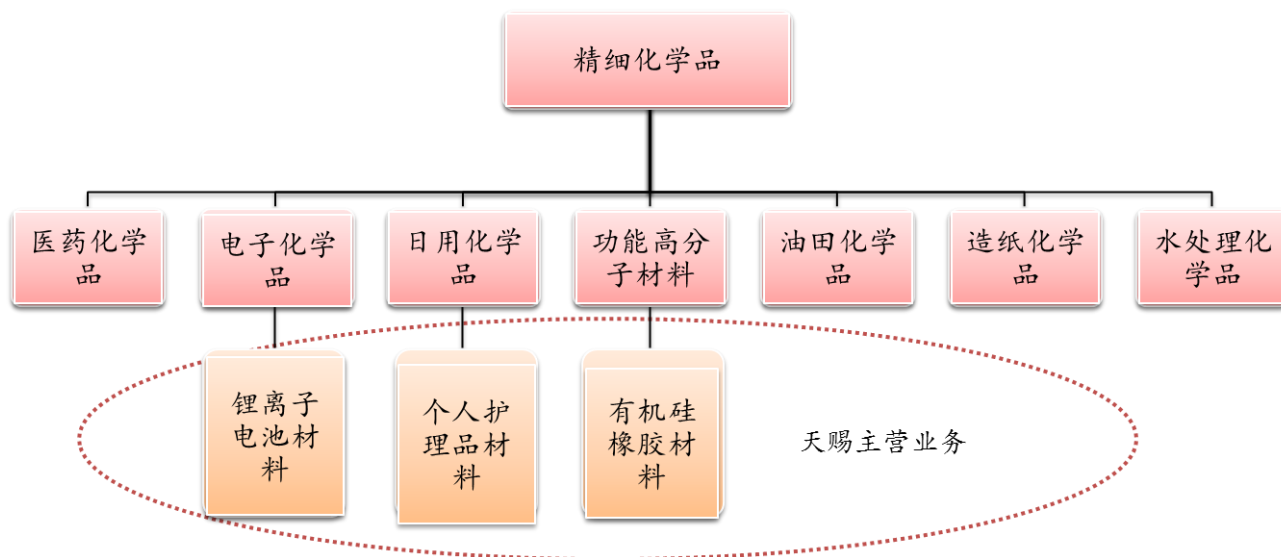 精细化学品
医药化学
品
电子化学
品
日用化学
品
功能高分
子材料
油田化学
品
造纸化学
品
水处理化
学品
锂离子
电池材
料
个人护
理品材
料
有机硅
橡胶材
料
天赐主营业务